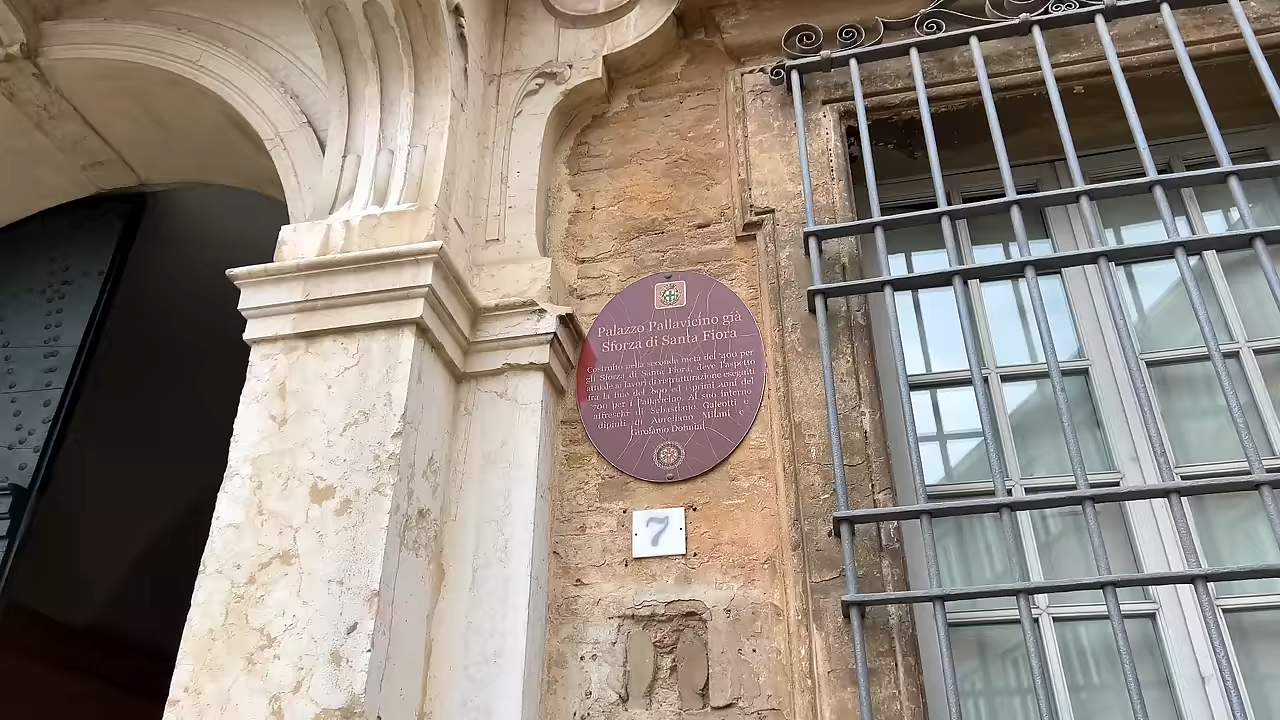 Palazzo Pallavicino già
Sforza di Santa Fiora
Costruito nella seconda metà del '400 per
gli Sforza di Santa Fiora, deve l'aspetto
attuale ai lavori di ristrutturazione eseguiti
fra la fine del '600 ed i primi anni del
'700 per i Pallavicino. Al suo interno
affreschi di Sebastiano Galeotti e
dipinti di Aureliano Milani e
Girolamo Donnini.
7